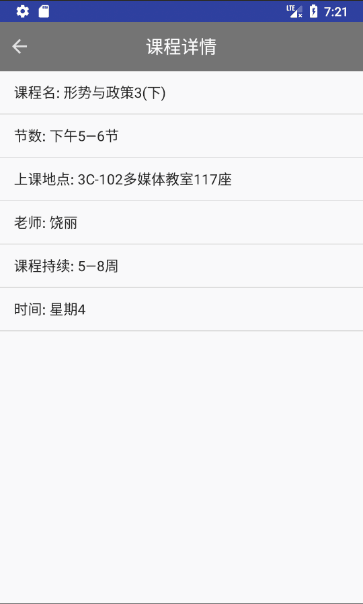 LTE 7:21
课程详情
课程名: 形势与政策3(下)
节数: 下午5—6节
上课地点: 3C-102多媒体教室117座
老师: 饶丽
课程持续: 5—8周
时间: 星期4